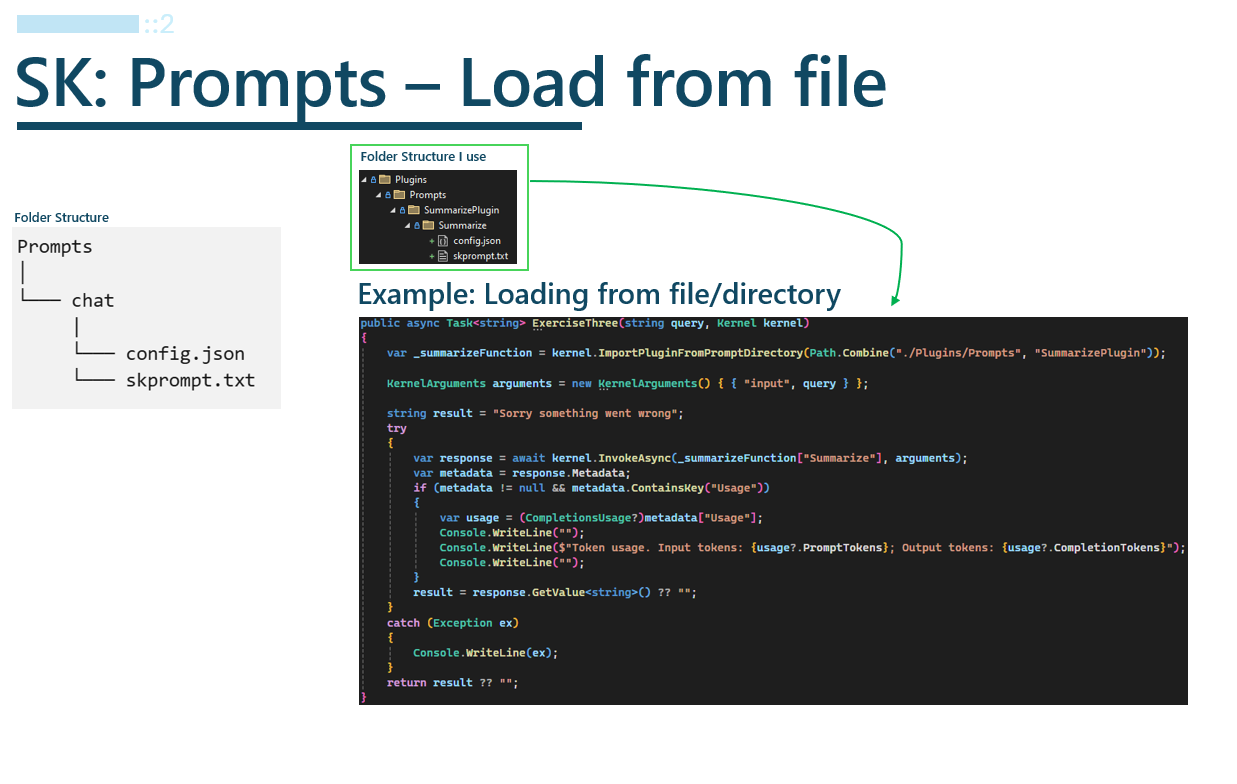 ::2
SK: Prompts – Load from file
Folder Structure I use
Plugins
Prompts
SummarizePlugin
Summarize
config.json
skprompt.txt
Folder Structure
Prompts
chat
config.json
skprompt.txt
Example: Loading from file/directory
public async Task<string> ExerciseThree(string query, Kernel kernel)
{
    var _summarizeFunction = kernel.ImportPluginFromPromptDirectory(Path.Combine("./Plugins/Prompts", "SummarizePlugin"));
    KernelArguments arguments = new KernelArguments() { { "input", query } };
    string result = "Sorry something went wrong";
    try
    {
        var response = await kernel.InvokeAsync(_summarizeFunction["Summarize"], arguments);
        var metadata = response.Metadata;
        if (metadata != null && metadata.ContainsKey("Usage"))
        {
            var usage = (CompletionsUsage?)metadata["Usage"];
            Console.WriteLine("");
            Console.WriteLine($"Token usage. Input tokens: {usage?.PromptTokens}; Output tokens: {usage?.CompletionTokens}");
            Console.WriteLine("");
        }
        result = response.GetValue<string>() ?? "";
    }
    catch (Exception ex)
    {
        Console.WriteLine(ex);
    }
    return result ?? "";
}